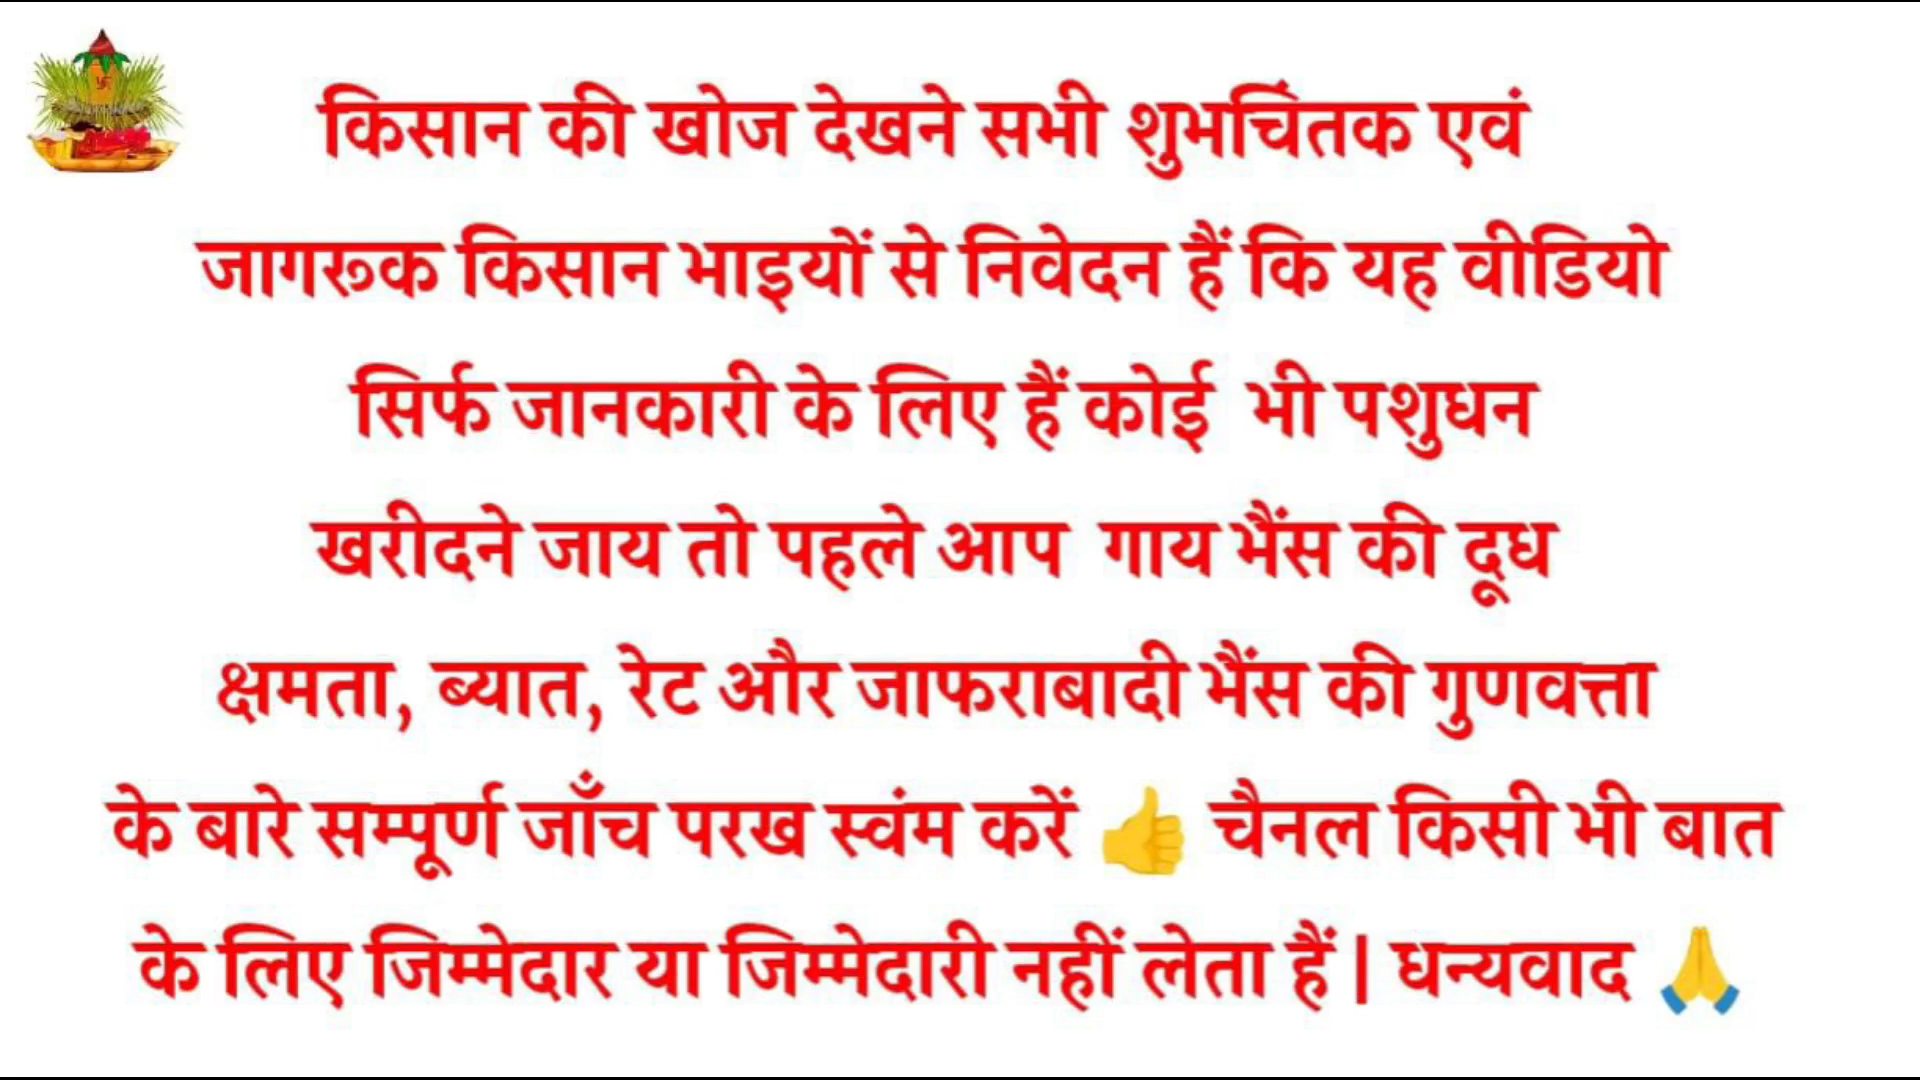 किसान की खोज देखने सभी शुभचिंतक एवं
जागरूक किसान भाइयों से निवेदन हैं कि यह वीडियो
सिर्फ जानकारी के लिए हैं कोई भी पशुधन
खरीदने जाय तो पहले आप गाय भैंस की दूध
क्षमता, ब्यात, रेट और जाफराबादी भैंस की गुणवत्ता
के बारे सम्पूर्ण जाँच परख स्वंम करें 👍 चैनल किसी भी बात
के लिए जिम्मेदार या जिम्मेदारी नहीं लेता हैं | धन्यवाद 🙏